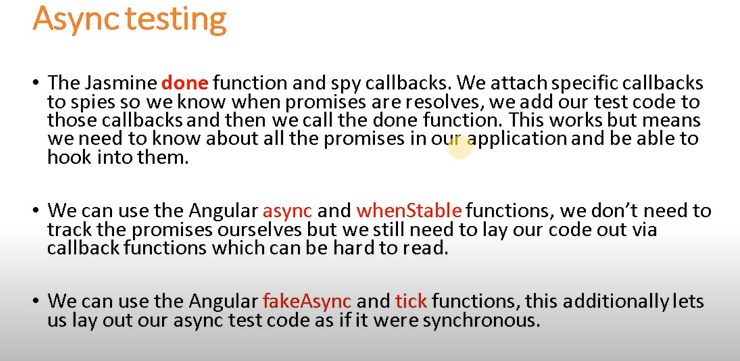 Async testing
• The Jasmine done function and spy callbacks. We attach specific callbacks
to spies so we know when promises are resolves, we add our test code to
those callbacks and then we call the done function. This works but means
we need to know about all the promises in our application and be able to
hook into them.
• We can use the Angular async and whenStable functions, we don't need to
track the promises ourselves but we still need to lay our code out via
callback functions which can be hard to read.
• We can use the Angular fakeAsync and tick functions, this additionally lets
us lay out our async test code as if it were synchronous.